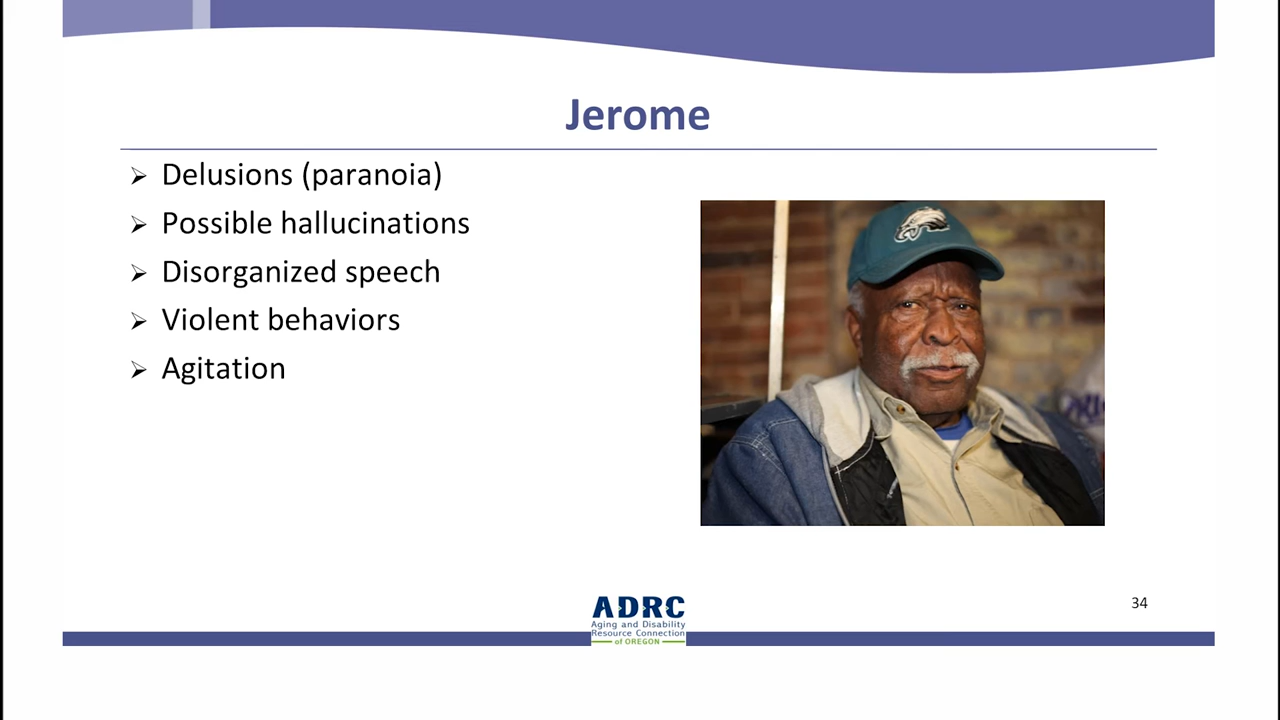 Jerome
Delusions (paranoia)
Possible hallucinations
Disorganized speech
Violent behaviors
Agitation
34
ADRC
Aging and Disability
Resource Connection
of OREGON